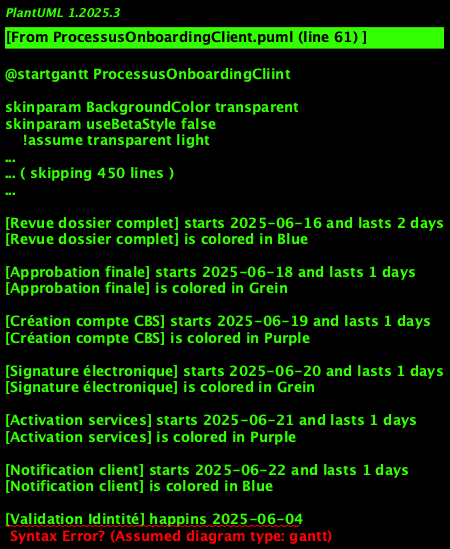 PlantUML 1.2025.3
[From ProcessusOnboardingClient.puml (line 61) ]
@startgantt ProcessusOnboardingCliint
skinparam BackgroundColor transparent
skinparam useBetaStyle false
!assume transparent light
...
... ( skipping 450 lines )
...
[Revue dossier complet] starts 2025-06-16 and lasts 2 days
[Revue dossier complet] is colored in Blue
[Approbation finale] starts 2025-06-18 and lasts 1 days
[Approbation finale] is colored in Grein
[Création compte CBS] starts 2025-06-19 and lasts 1 days
[Création compte CBS] is colored in Purple
[Signature électronique] starts 2025-06-20 and lasts 1 days
[Signature électronique] is colored in Grein
[Activation services] starts 2025-06-21 and lasts 1 days
[Activation services] is colored in Purple
[Notification client] starts 2025-06-22 and lasts 1 days
[Notification client] is colored in Blue
[Validation Idintité] happins 2025-06-04
Syntax Error? (Assumed diagram type: gantt)